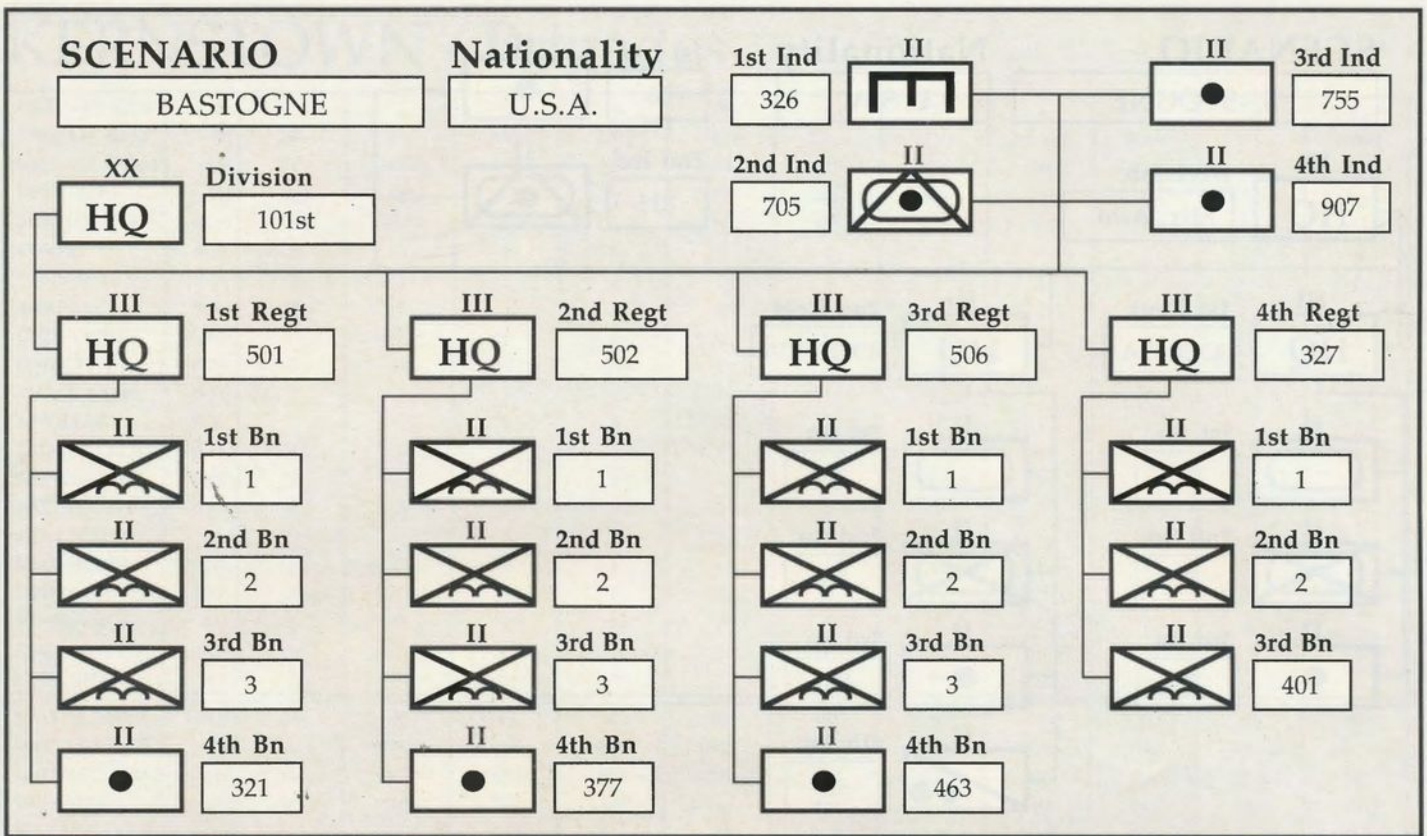 SCENARIO
BASTOGNE
Nationality
U.S.A.
1st Ind
326
II
II
3rd Ind
755
XX
HQ
Division
101st
2nd Ind
705
II
II
4th Ind
907
III
HQ
1st Regt
501
III
HQ
2nd Regt
502
III
HQ
3rd Regt
506
III
HQ
4th Regt
327
II
1st Bn
1
II
1st Bn
1
II
1st Bn
1
II
1st Bn
1
II
2nd Bn
2
II
2nd Bn
2
II
2nd Bn
2
II
2nd Bn
2
II
3rd Bn
3
II
3rd Bn
3
II
3rd Bn
3
II
3rd Bn
401
II
4th Bn
321
II
4th Bn
377
II
4th Bn
463